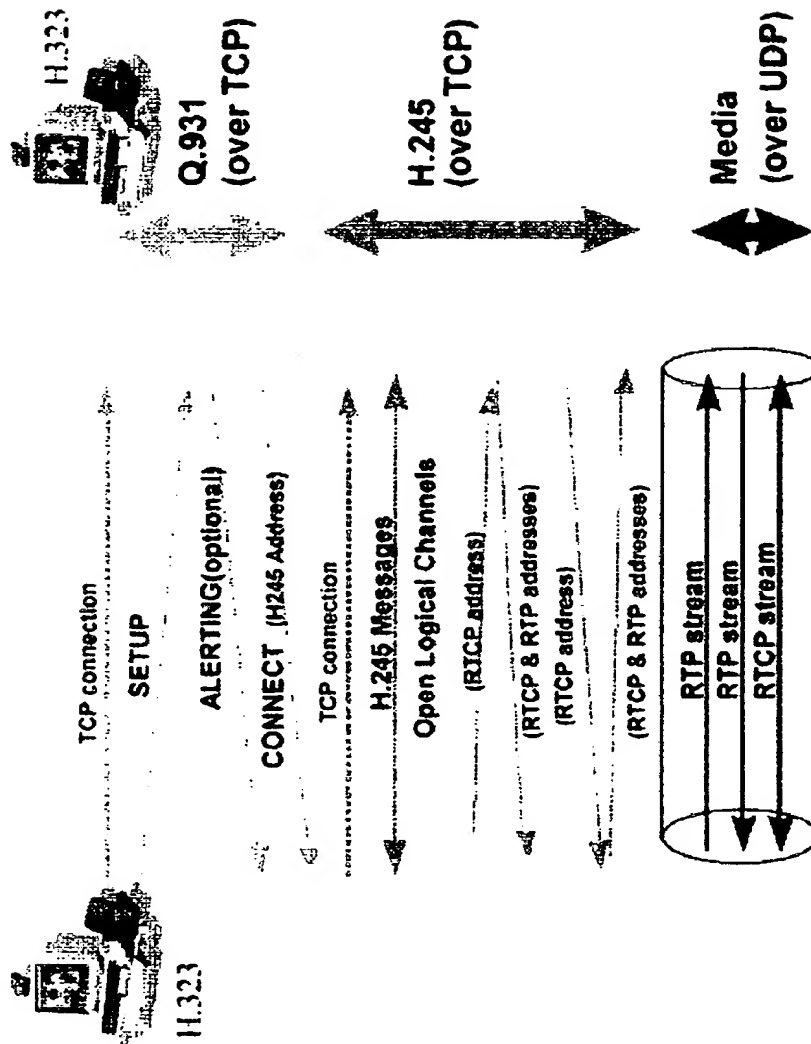 H.323
H.323
TCP connection
SETUP
ALERTING(optional)
CONNECT (H245 Address)
Q.931
(over TCP)
TCP connection
H.245 Messages
Open Logical Channels
(RTCP address)
(RTCP & RTP addresses)
(RTCP address)
(RTCP & RTP addresses)
H.245
(over TCP)
RTP stream
RTP stream
RTCP stream
Media
(over UDP)